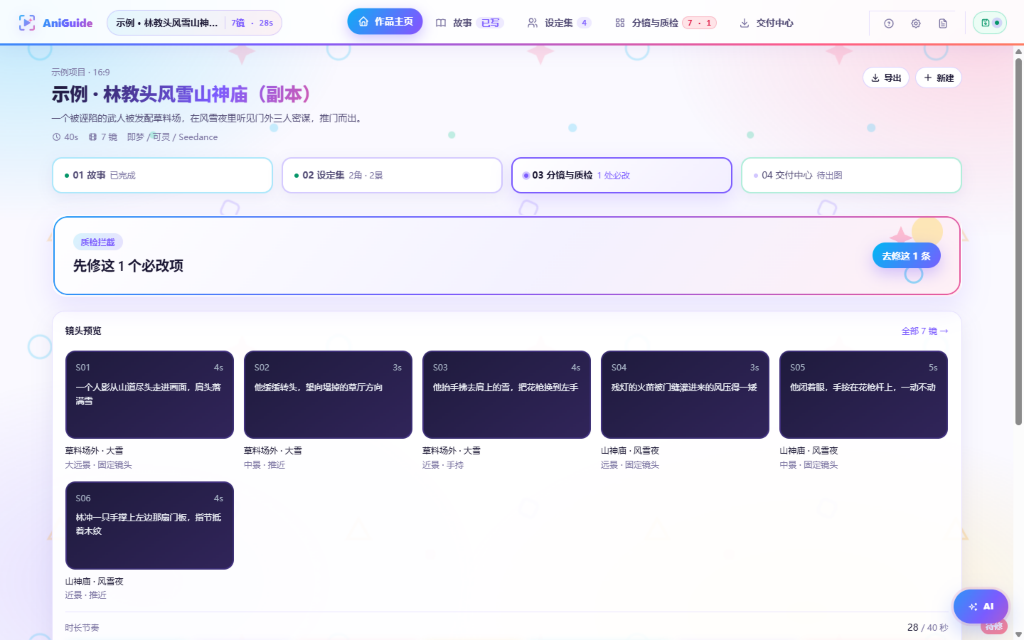 AniGuide
示例 · 林教头风雪山神... 7镜 · 28s
作品主页
故事 已写
设定集 4
分镜与质检 7 · 1
交付中心
示例项目 · 16:9
示例 · 林教头风雪山神庙（副本）
一个被诬陷的武人被发配草料场，在风雪夜里听见门外三人密谋，推门而出。
40s 7 镜 即梦 / 可灵 / Seedance
导出
新建
01 故事 已完成
02 设定集 2角 · 2景
03 分镜与质检 1 处必改
04 交付中心 待出图
质检拦截
先修这 1 个必改项
去修这 1 条
镜头预览
全部 7 镜 →
S01 4s
一个人影从山道尽头走进画面，肩头落满雪
草料场外 · 大雪
大远景 · 固定镜头
S02 3s
他缓缓转头，望向塌掉的草厅方向
草料场外 · 大雪
中景 · 推近
S03 4s
他抬手拂去肩上的雪，把花枪换到左手
草料场外 · 大雪
近景 · 手持
S04 3s
残灯的火苗被门缝灌进来的风压得一矮
山神庙 · 风雪夜
远景 · 固定镜头
S05 5s
他闭着眼，手按在花枪杆上，一动不动
山神庙 · 风雪夜
中景 · 固定镜头
S06 4s
林冲一只手撑上左边那扇门板，指节抵着木纹
山神庙 · 风雪夜
近景 · 推近
时长节奏
28 / 40 秒
AI
待修